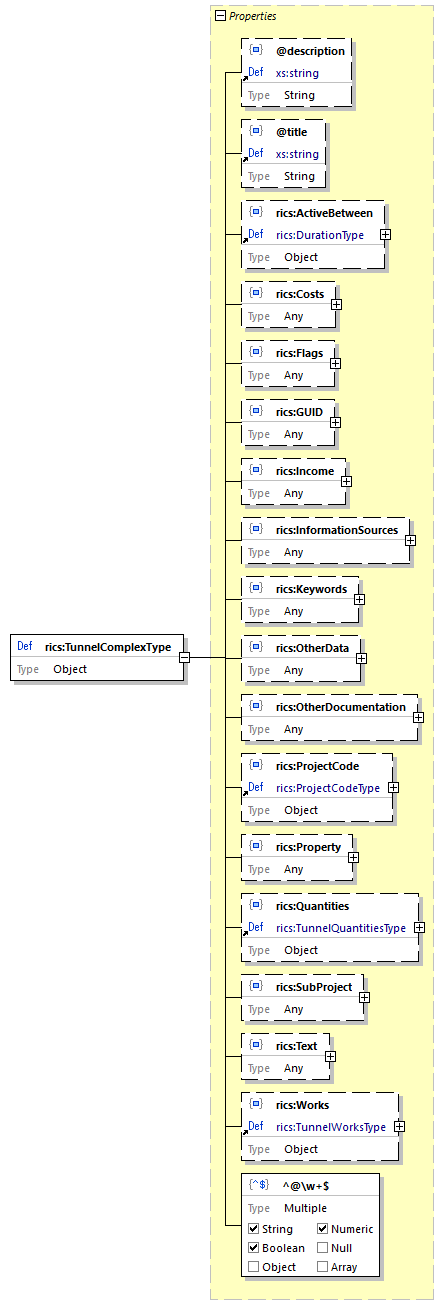 Properties
@description
Def xs:string
Type String
@title
Def xs:string
Type String
rics:ActiveBetween
Def rics:DurationType
Type Object
rics:Costs
Type Any
rics:Flags
Type Any
rics:GUID
Type Any
rics:Income
Type Any
rics:InformationSources
Type Any
rics:Keywords
Type Any
Def rics:TunnelComplexType
Type Object
rics:OtherData
Type Any
rics:OtherDocumentation
Type Any
rics:ProjectCode
Def rics:ProjectCodeType
Type Object
rics:Property
Type Any
rics:Quantities
Def rics:TunnelQuantitiesType
Type Object
rics:SubProject
Type Any
rics:Text
Type Any
rics:Works
Def rics:TunnelWorksType
Type Object
{^$} ^@\w+$
Type Multiple
String Numeric
Boolean Null
Object Array